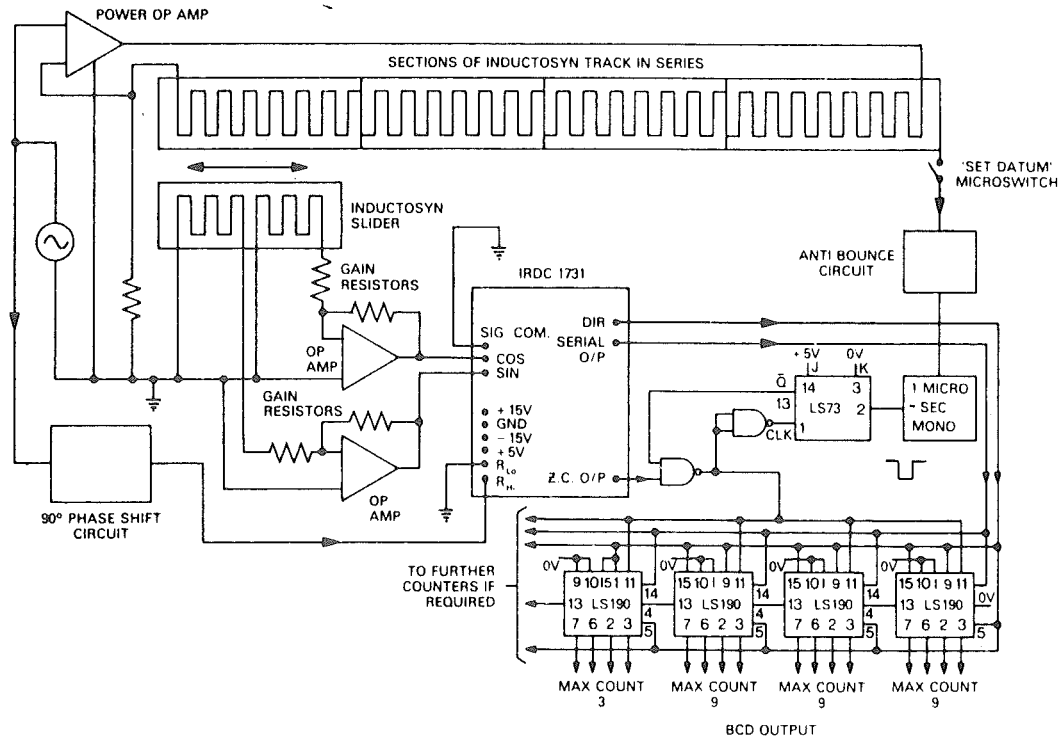 POWER OP AMP
SECTIONS OF INDUCTOSYN TRACK IN SERIES
'SET DATUM'
MICROSWITCH
INDUCTOSYN
SLIDER
ANTI BOUNCE
CIRCUIT
GAIN
RESISTORS
IRDC 1731
OP
AMP
SIG COM.
COS
SIN
DIR
SERIAL
O/P
+5V
J
0V
K
Q̄
14
3
13
LS73
2
CLK
1
1 MICRO
- SEC
MONO
GAIN
RESISTORS
+ 15V
GND
- 15V
+ 5V
R Lo
R Hi
Z.C. O/P
OP
AMP
90° PHASE SHIFT
CIRCUIT
TO FURTHER
COUNTERS IF
REQUIRED
0V 0V 0V 0V
9 10 15 1 11
15 10 1 9 11
15 10 1 9 11
15 10 1 9 11
14 14 14
13 LS190 4
13 LS190 4
13 LS190 4
13 LS190 0V
7 6 2 3 5
7 6 2 3 5
7 6 2 3 5
7 6 2 3 5
MAX COUNT
3
MAX COUNT
9
MAX COUNT
9
MAX COUNT
9
BCD OUTPUT